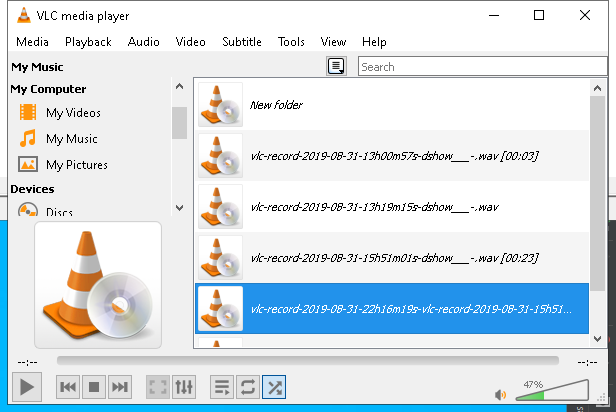 VLC media player
Media Playback Audio Video Subtitle Tools View Help
My Music
Search
My Computer
My Videos
My Music
My Pictures
Devices
Discs
New folder
vlc-record-2019-08-31-13h00m57s-dshow___-.wav [00:03]
vlc-record-2019-08-31-13h19m15s-dshow___-.wav
vlc-record-2019-08-31-15h51m01s-dshow___-.wav [00:23]
vlc-record-2019-08-31-22h16m19s-vlc-record-2019-08-31-15h51...
--:--
--:--
47%